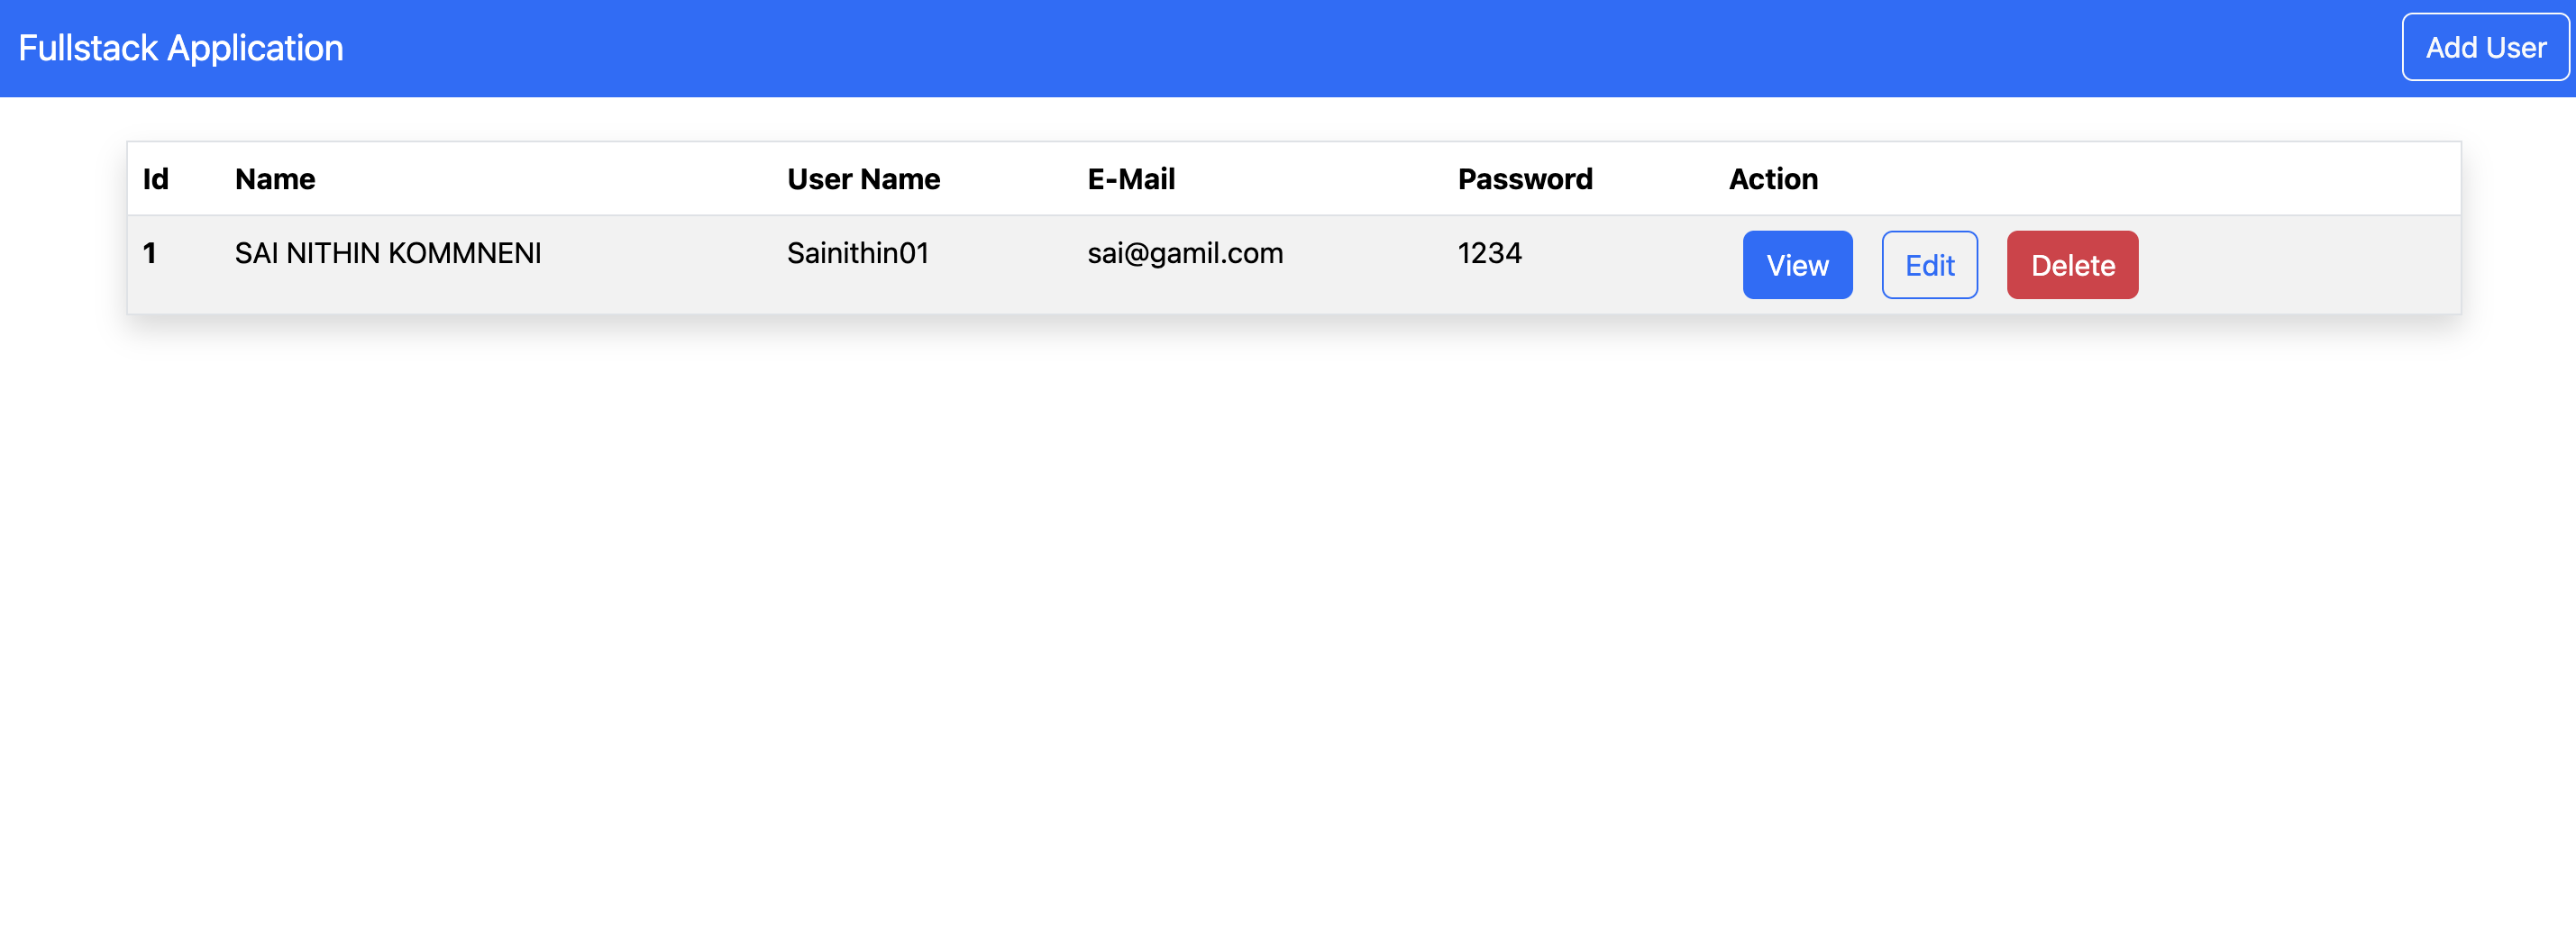 Fullstack Application Add User
Id Name User Name E-Mail Password Action
1 SAI NITHIN KOMMNENI Sainithin01 sai@gamil.com 1234 View Edit Delete